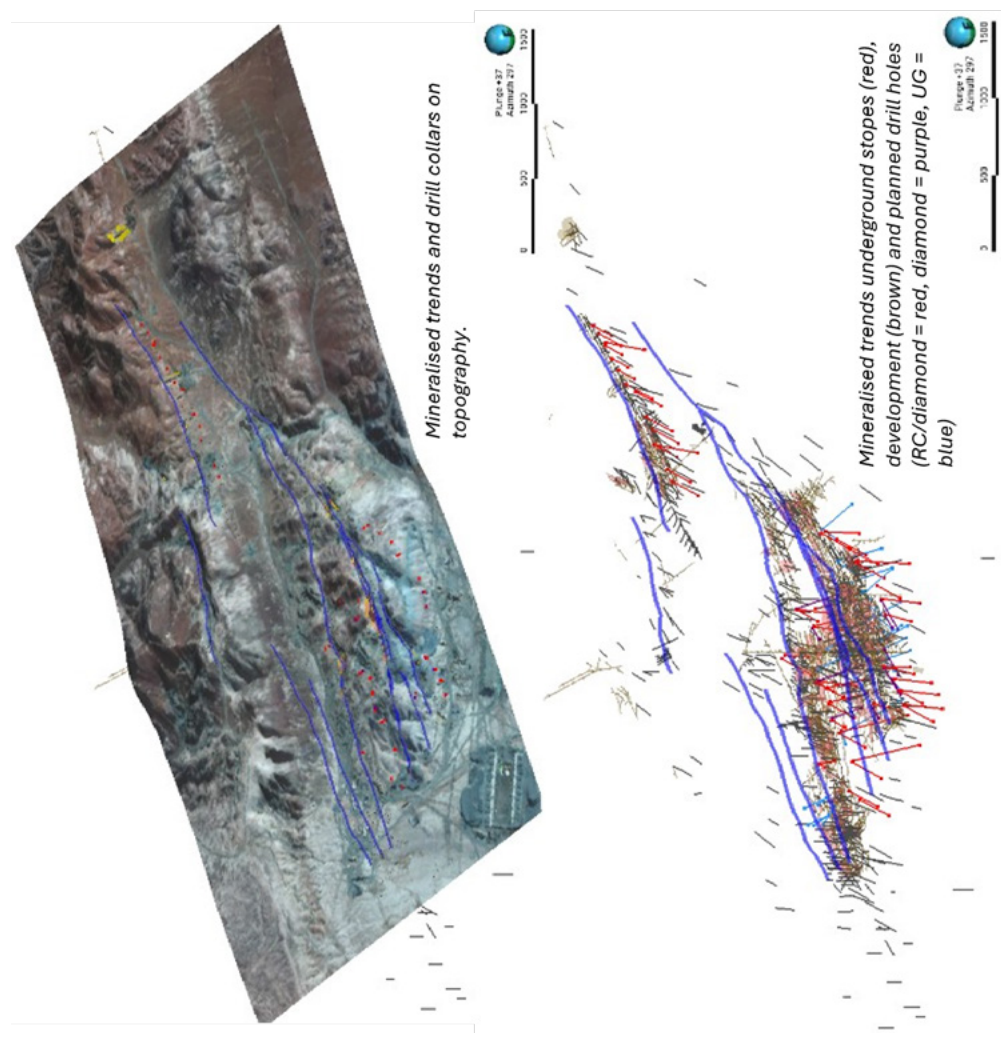 Plunge +37
Azimuth 297
0
500
1000
1500
Mineralised trends and drill collars on
topography.
Plunge +37
Azimuth 297
0
500
1000
1500
Mineralised trends underground stopes (red),
development (brown) and planned drill holes
(RC/diamond = red, diamond = purple, UG =
blue)